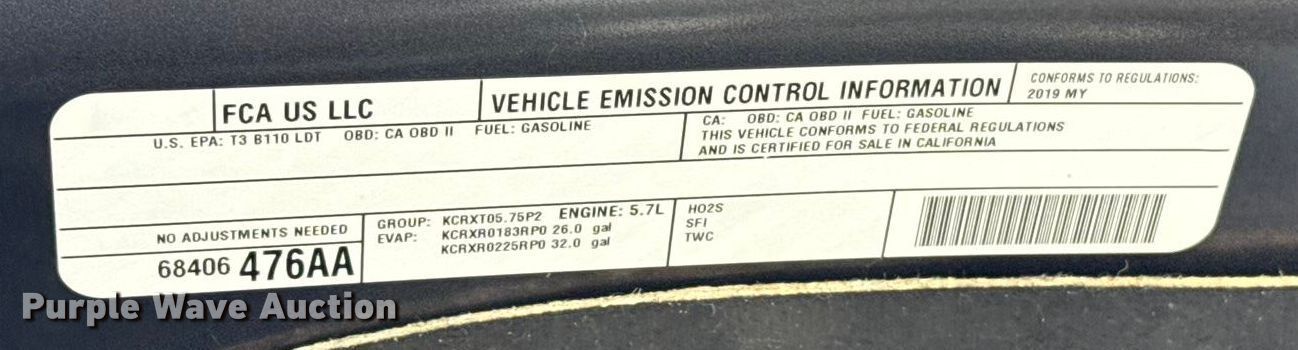 FCA US LLC
VEHICLE EMISSION CONTROL INFORMATION
CONFORMS TO REGULATIONS:
2019 MY
U.S. EPA: T3 B110 LDT OBD: CA OBD II FUEL: GASOLINE
CA: OBD: CA OBD II FUEL: GASOLINE
THIS VEHICLE CONFORMS TO FEDERAL REGULATIONS
AND IS CERTIFIED FOR SALE IN CALIFORNIA
NO ADJUSTMENTS NEEDED
68406 476AA
GROUP: KCRXT05.75P2 ENGINE: 5.7L
EVAP: KCRXR0183RP0 26.0 gal
KCRXR0225RP0 32.0 gal
HO2S
SFI
TWC
Purple Wave Auction